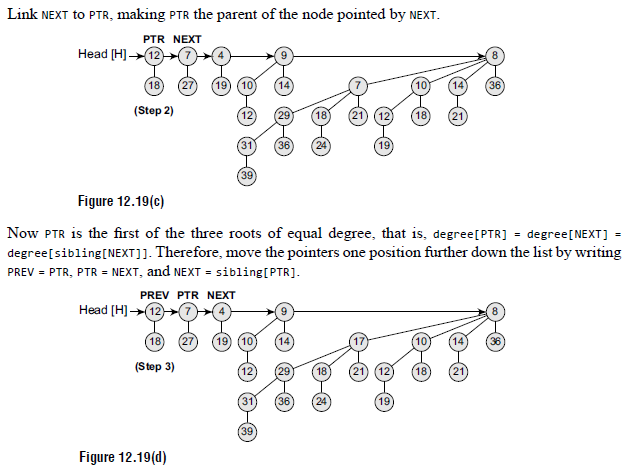 Link NEXT to PTR, making PTR the parent of the node pointed by NEXT.
PTR NEXT
Head [H] 12 7 4 9 8
18 27 19 10 14 7 10 14 36
(Step 2)
12 29 18 21 12 18 21
31 36 24 19
39
Figure 12.19(c)
Now PTR is the first of the three roots of equal degree, that is, degree[PTR] = degree[NEXT] =
degree[sibling[NEXT]]. Therefore, move the pointers one position further down the list by writing
PREV = PTR, PTR = NEXT, and NEXT = sibling[PTR].
PREV PTR NEXT
Head [H] 12 7 4 9 8
18 27 19 10 14 17 10 14 36
(Step 3)
12 29 18 21 12 18 21
31 36 24 19
39
Figure 12.19(d)